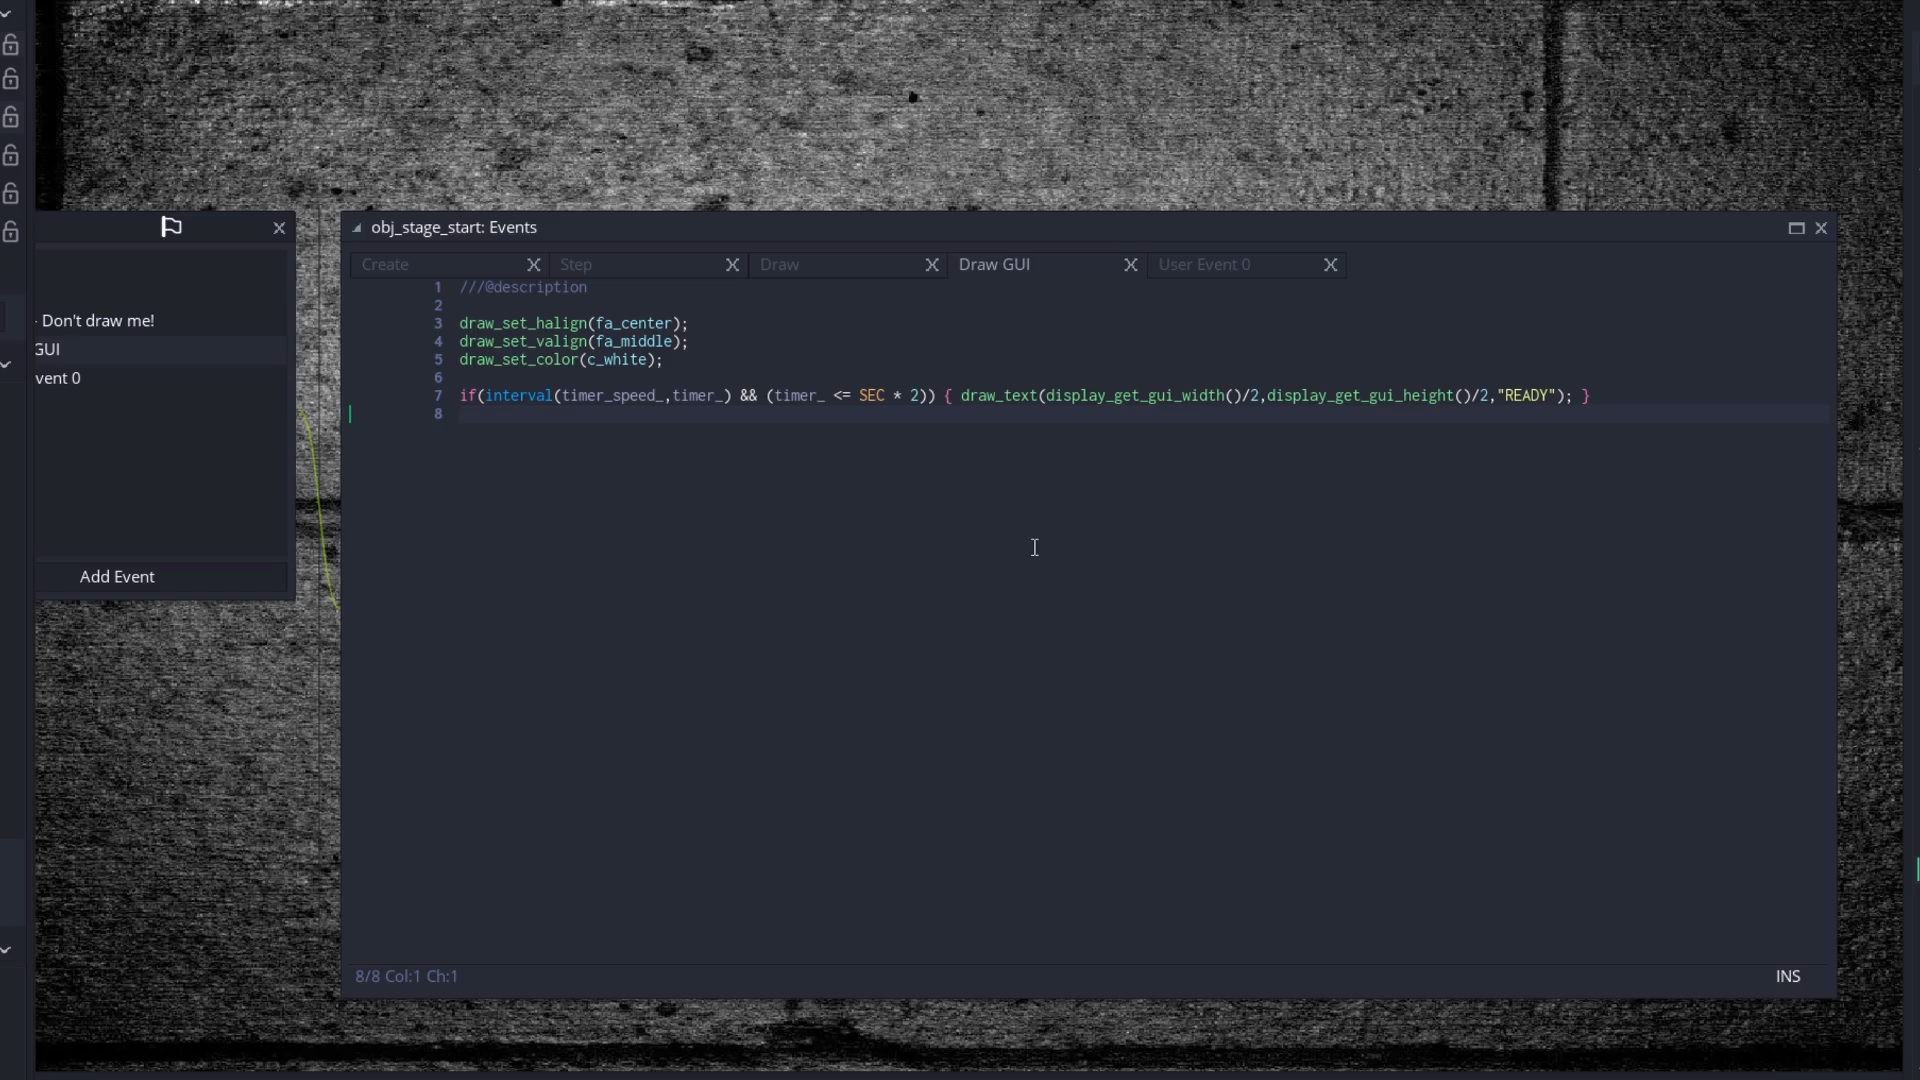 obj_stage_start: Events
Create
Step
Draw
Draw GUI
User Event 0
- Don't draw me!
GUI
vent 0
Add Event
1 ///@description
2
3 draw_set_halign(fa_center);
4 draw_set_valign(fa_middle);
5 draw_set_color(c_white);
6
7 if(interval(timer_speed_,timer_) && (timer_ <= SEC * 2)) { draw_text(display_get_gui_width()/2,display_get_gui_height()/2,"READY"); }
8
8/8 Col:1 Ch:1
INS